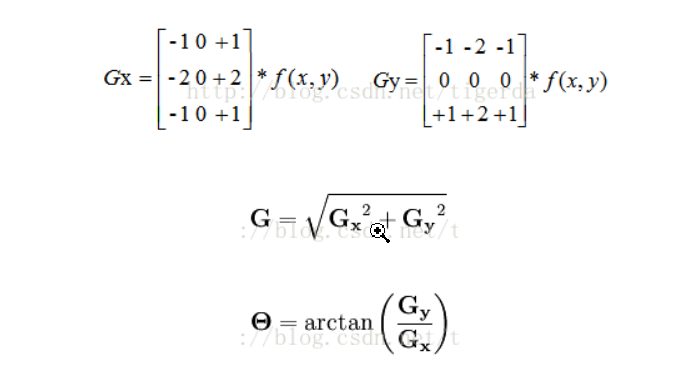 Gx = [ -1 0 +1
-2 0 +2
-1 0 +1 ] * f(x, y)
Gy = [ -1 -2 -1
0 0 0
+1 +2 +1 ] * f(x, y)
http://blog.csdn.net/tigerda
G = √(Gx² + Gy²)
://blog.csdn.net/t
Θ = arctan(Gy/Gx)
://blog.csdn.net/t